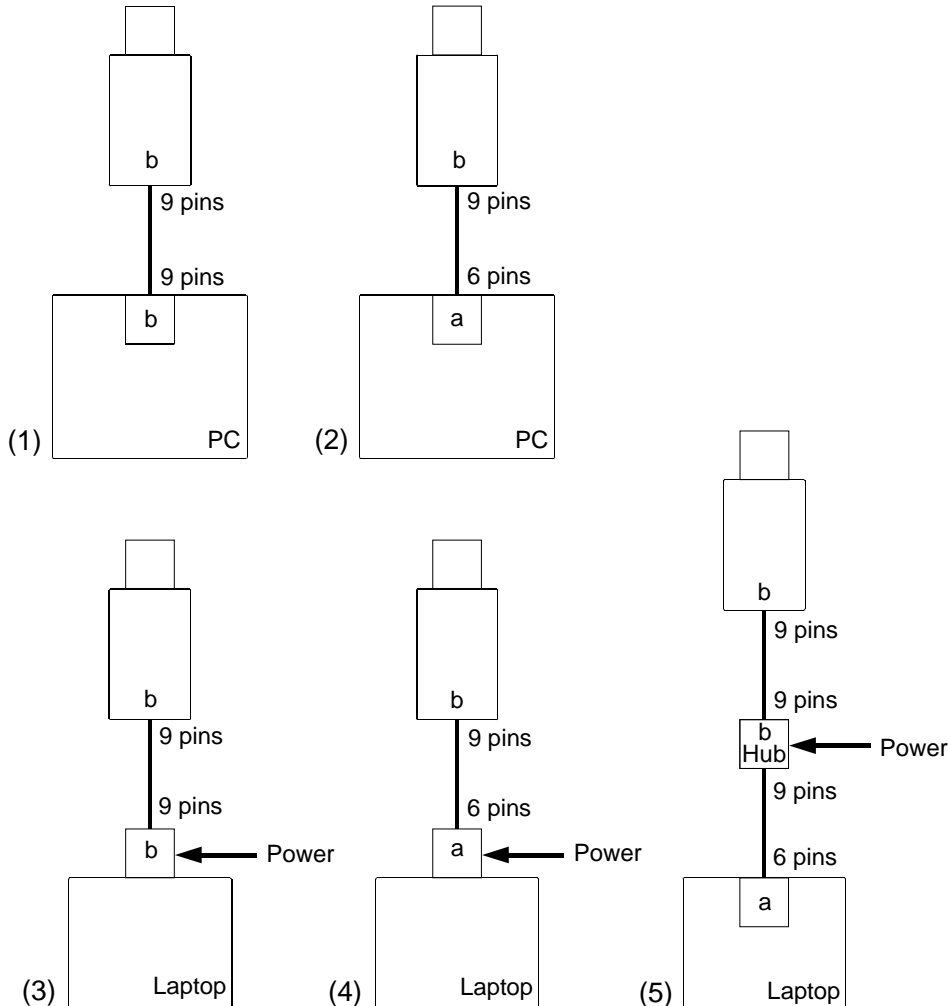 b
9 pins
9 pins
b
PC
(1)
b
9 pins
6 pins
a
PC
(2)
b
9 pins
9 pins
b
Power
Laptop
(3)
b
9 pins
6 pins
a
Power
Laptop
(4)
b
9 pins
9 pins
b
Hub
Power
9 pins
6 pins
a
Laptop
(5)